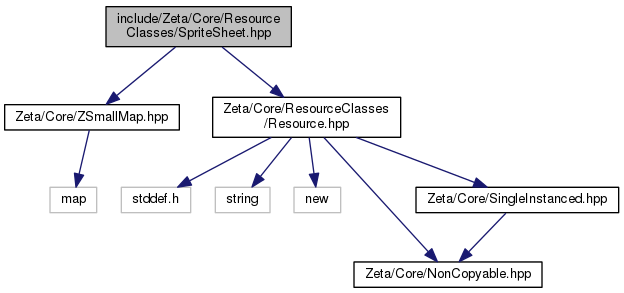 include/Zeta/Core/Resource
Classes/SpriteSheet.hpp
Zeta/Core/ZSmallMap.hpp
Zeta/Core/ResourceClasses
/Resource.hpp
map
stddef.h
string
new
Zeta/Core/SingleInstanced.hpp
Zeta/Core/NonCopyable.hpp